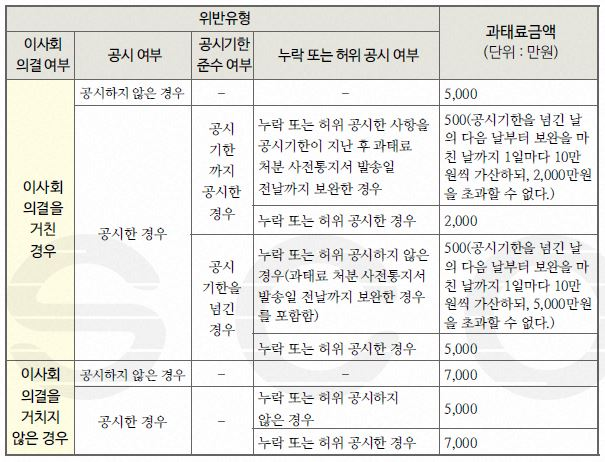 위반유형
과태료금액
(단위 : 만원)
이사회
의결 여부
공시 여부
공시기한
준수 여부
누락 또는 허위 공시 여부
이사회
의결을
거친
경우
공시하지 않은 경우
–
–
5,000
공시한 경우
공시
기한
까지
공시한
경우
누락 또는 허위 공시한 사항을
공시기한이 지난 후 과태료
처분 사전통지서 발송일
전날까지 보완한 경우
500(공시기한을 넘긴 날
의 다음 날부터 보완을 마
친 날까지 1일마다 10만
원씩 가산하되, 2,000만원
을 초과할 수 없다.)
누락 또는 허위 공시한 경우
2,000
공시
기한을
넘긴
경우
누락 또는 허위 공시하지 않은
경우(과태료 처분 사전통지서
발송일 전날까지 보완한 경우
를 포함함)
500(공시기한을 넘긴 날
의 다음 날부터 보완을 마
친 날까지 1일마다 10만
원씩 가산하되, 5,000만원
을 초과할 수 없다.)
누락 또는 허위 공시한 경우
5,000
이사회
의결을
거치지
않은 경우
공시하지 않은 경우
–
–
7,000
공시한 경우
–
누락 또는 허위 공시하지
않은 경우
5,000
누락 또는 허위 공시한 경우
7,000